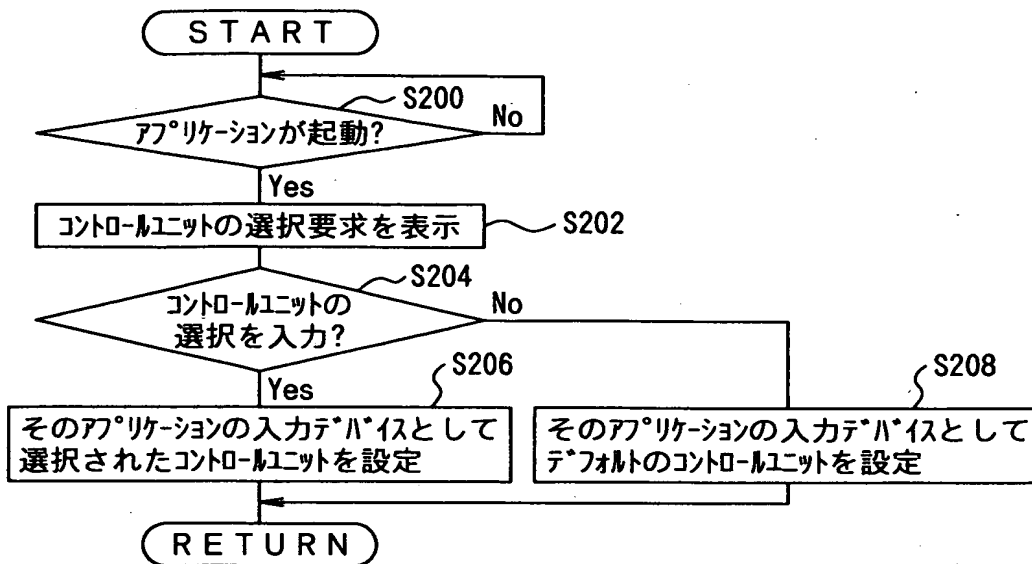 START
S200
No
ｱﾌﾟﾘｹｰｼｮﾝが起動?
Yes
ｺﾝﾄﾛｰﾙﾕﾆｯﾄの選択要求を表示
S202
S204
No
ｺﾝﾄﾛｰﾙﾕﾆｯﾄの
選択を入力?
Yes
S206
S208
そのｱﾌﾟﾘｹｰｼｮﾝの入力ﾃﾞﾊﾞｲｽとして
選択されたｺﾝﾄﾛｰﾙﾕﾆｯﾄを設定
そのｱﾌﾟﾘｹｰｼｮﾝの入力ﾃﾞﾊﾞｲｽとして
ﾃﾞﾌｫﾙﾄのｺﾝﾄﾛｰﾙﾕﾆｯﾄを設定
RETURN